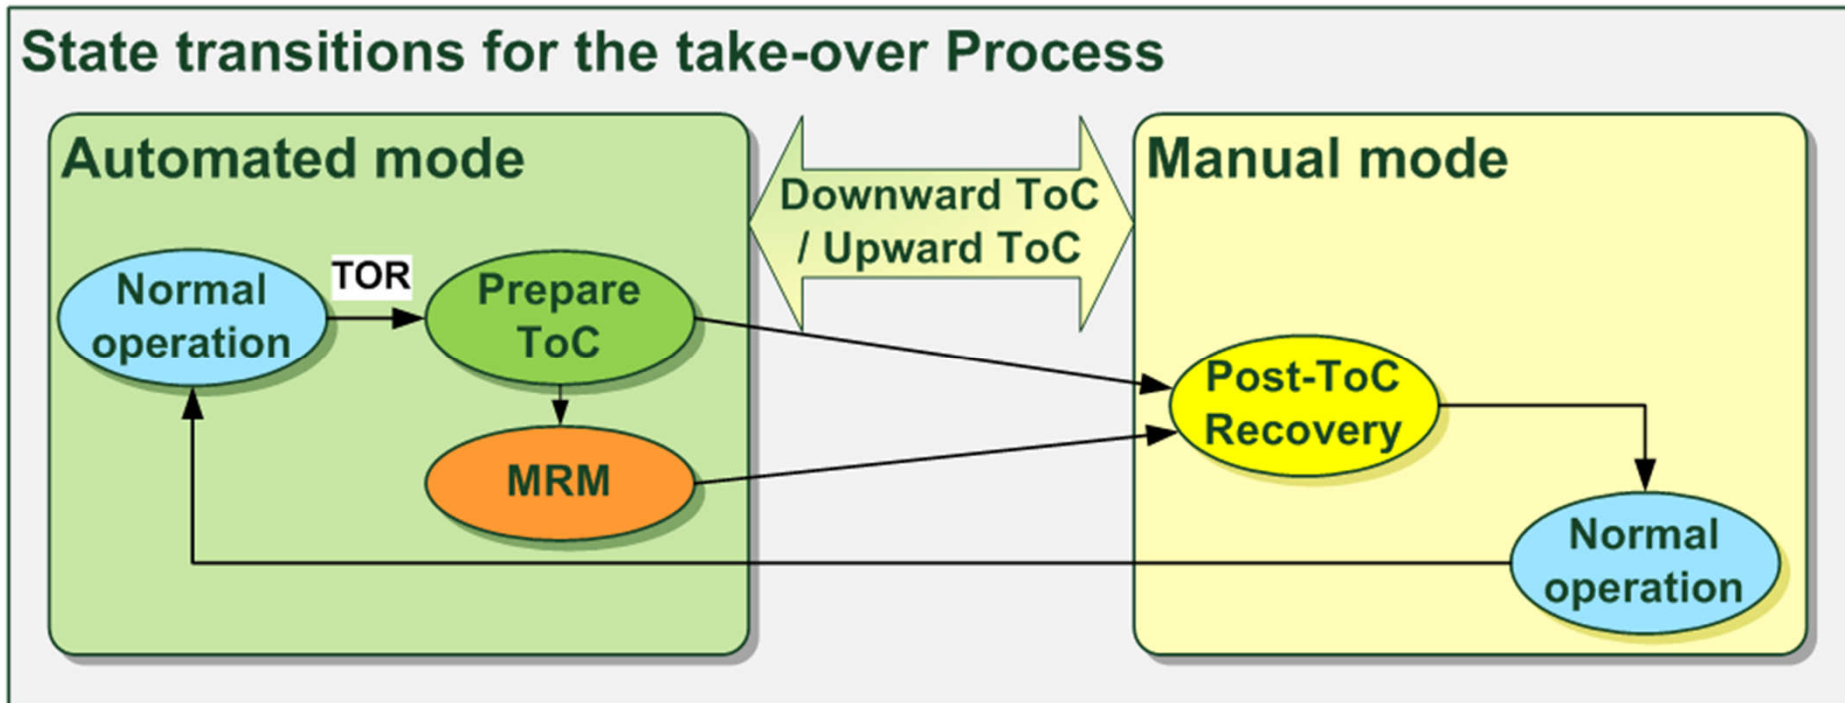 State transitions for the take-over Process
Automated mode
Normal
operation
TOR
Prepare
ToC
MRM
Downward ToC
/ Upward ToC
Manual mode
Post-ToC
Recovery
Normal
operation